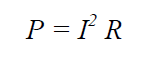 P = I² R